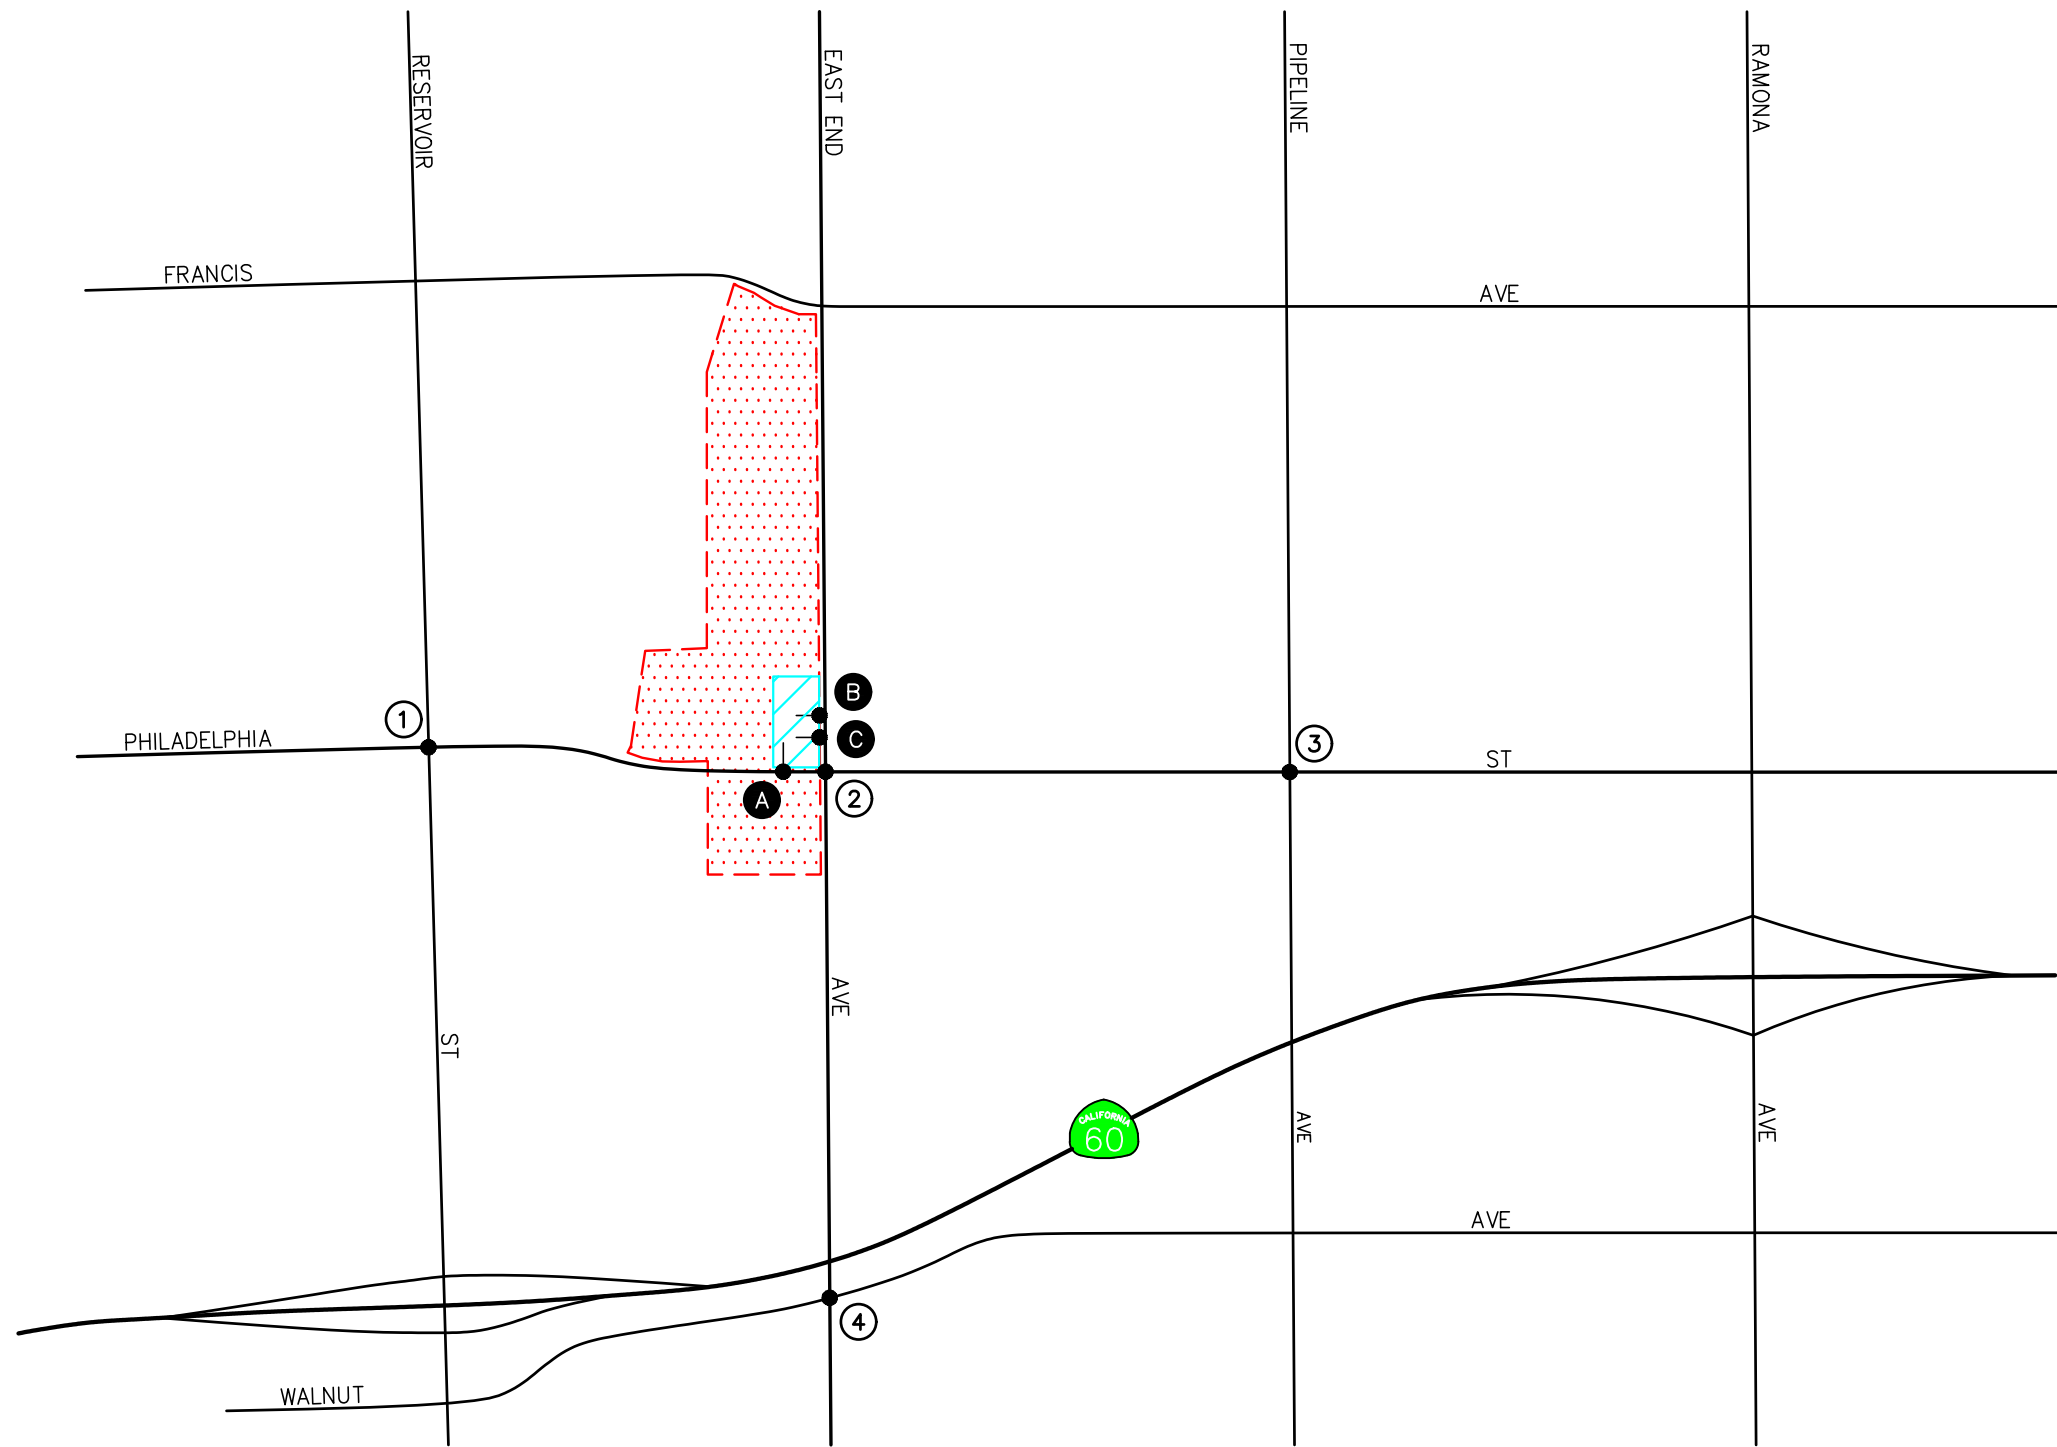 RESERVOIR
EAST END
PIPELINE
RAMONA
FRANCIS
AVE
B
1
PHILADELPHIA
C
3
ST
A
2
AVE
ST
CALIFORNIA
60
AVE
AVE
AVE
4
WALNUT